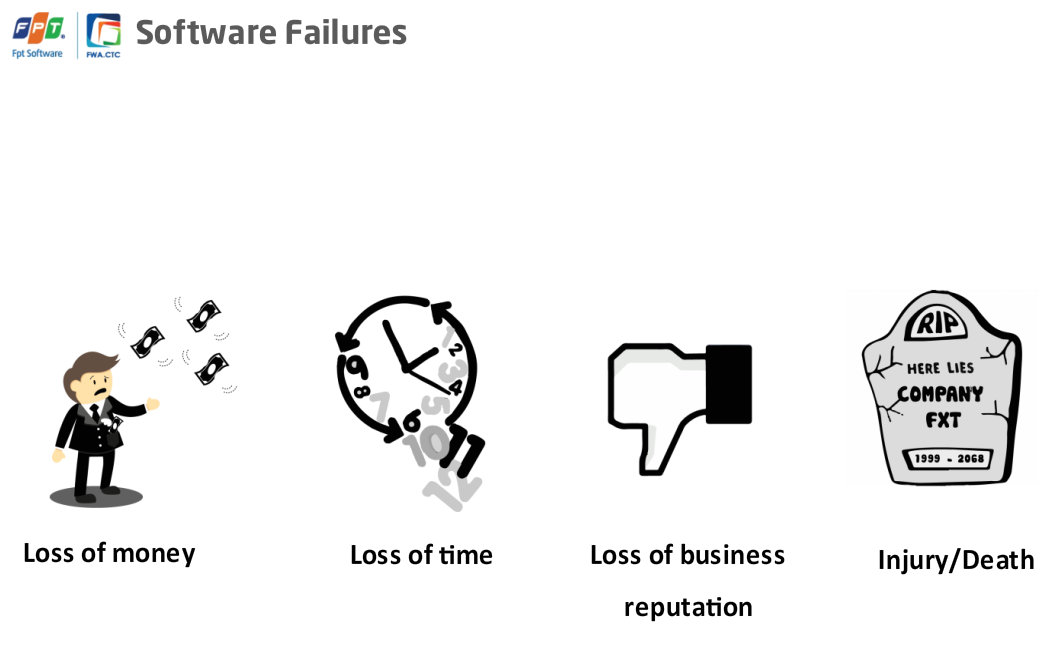 FPT
Fpt Software
FWA.CTC
Software Failures
1
2
3
4
5
6
7
8
9
10
11
12
RIP
HERE LIES
COMPANY
FXT
1999 - 2068
Loss of money
Loss of time
Loss of business
reputation
Injury/Death